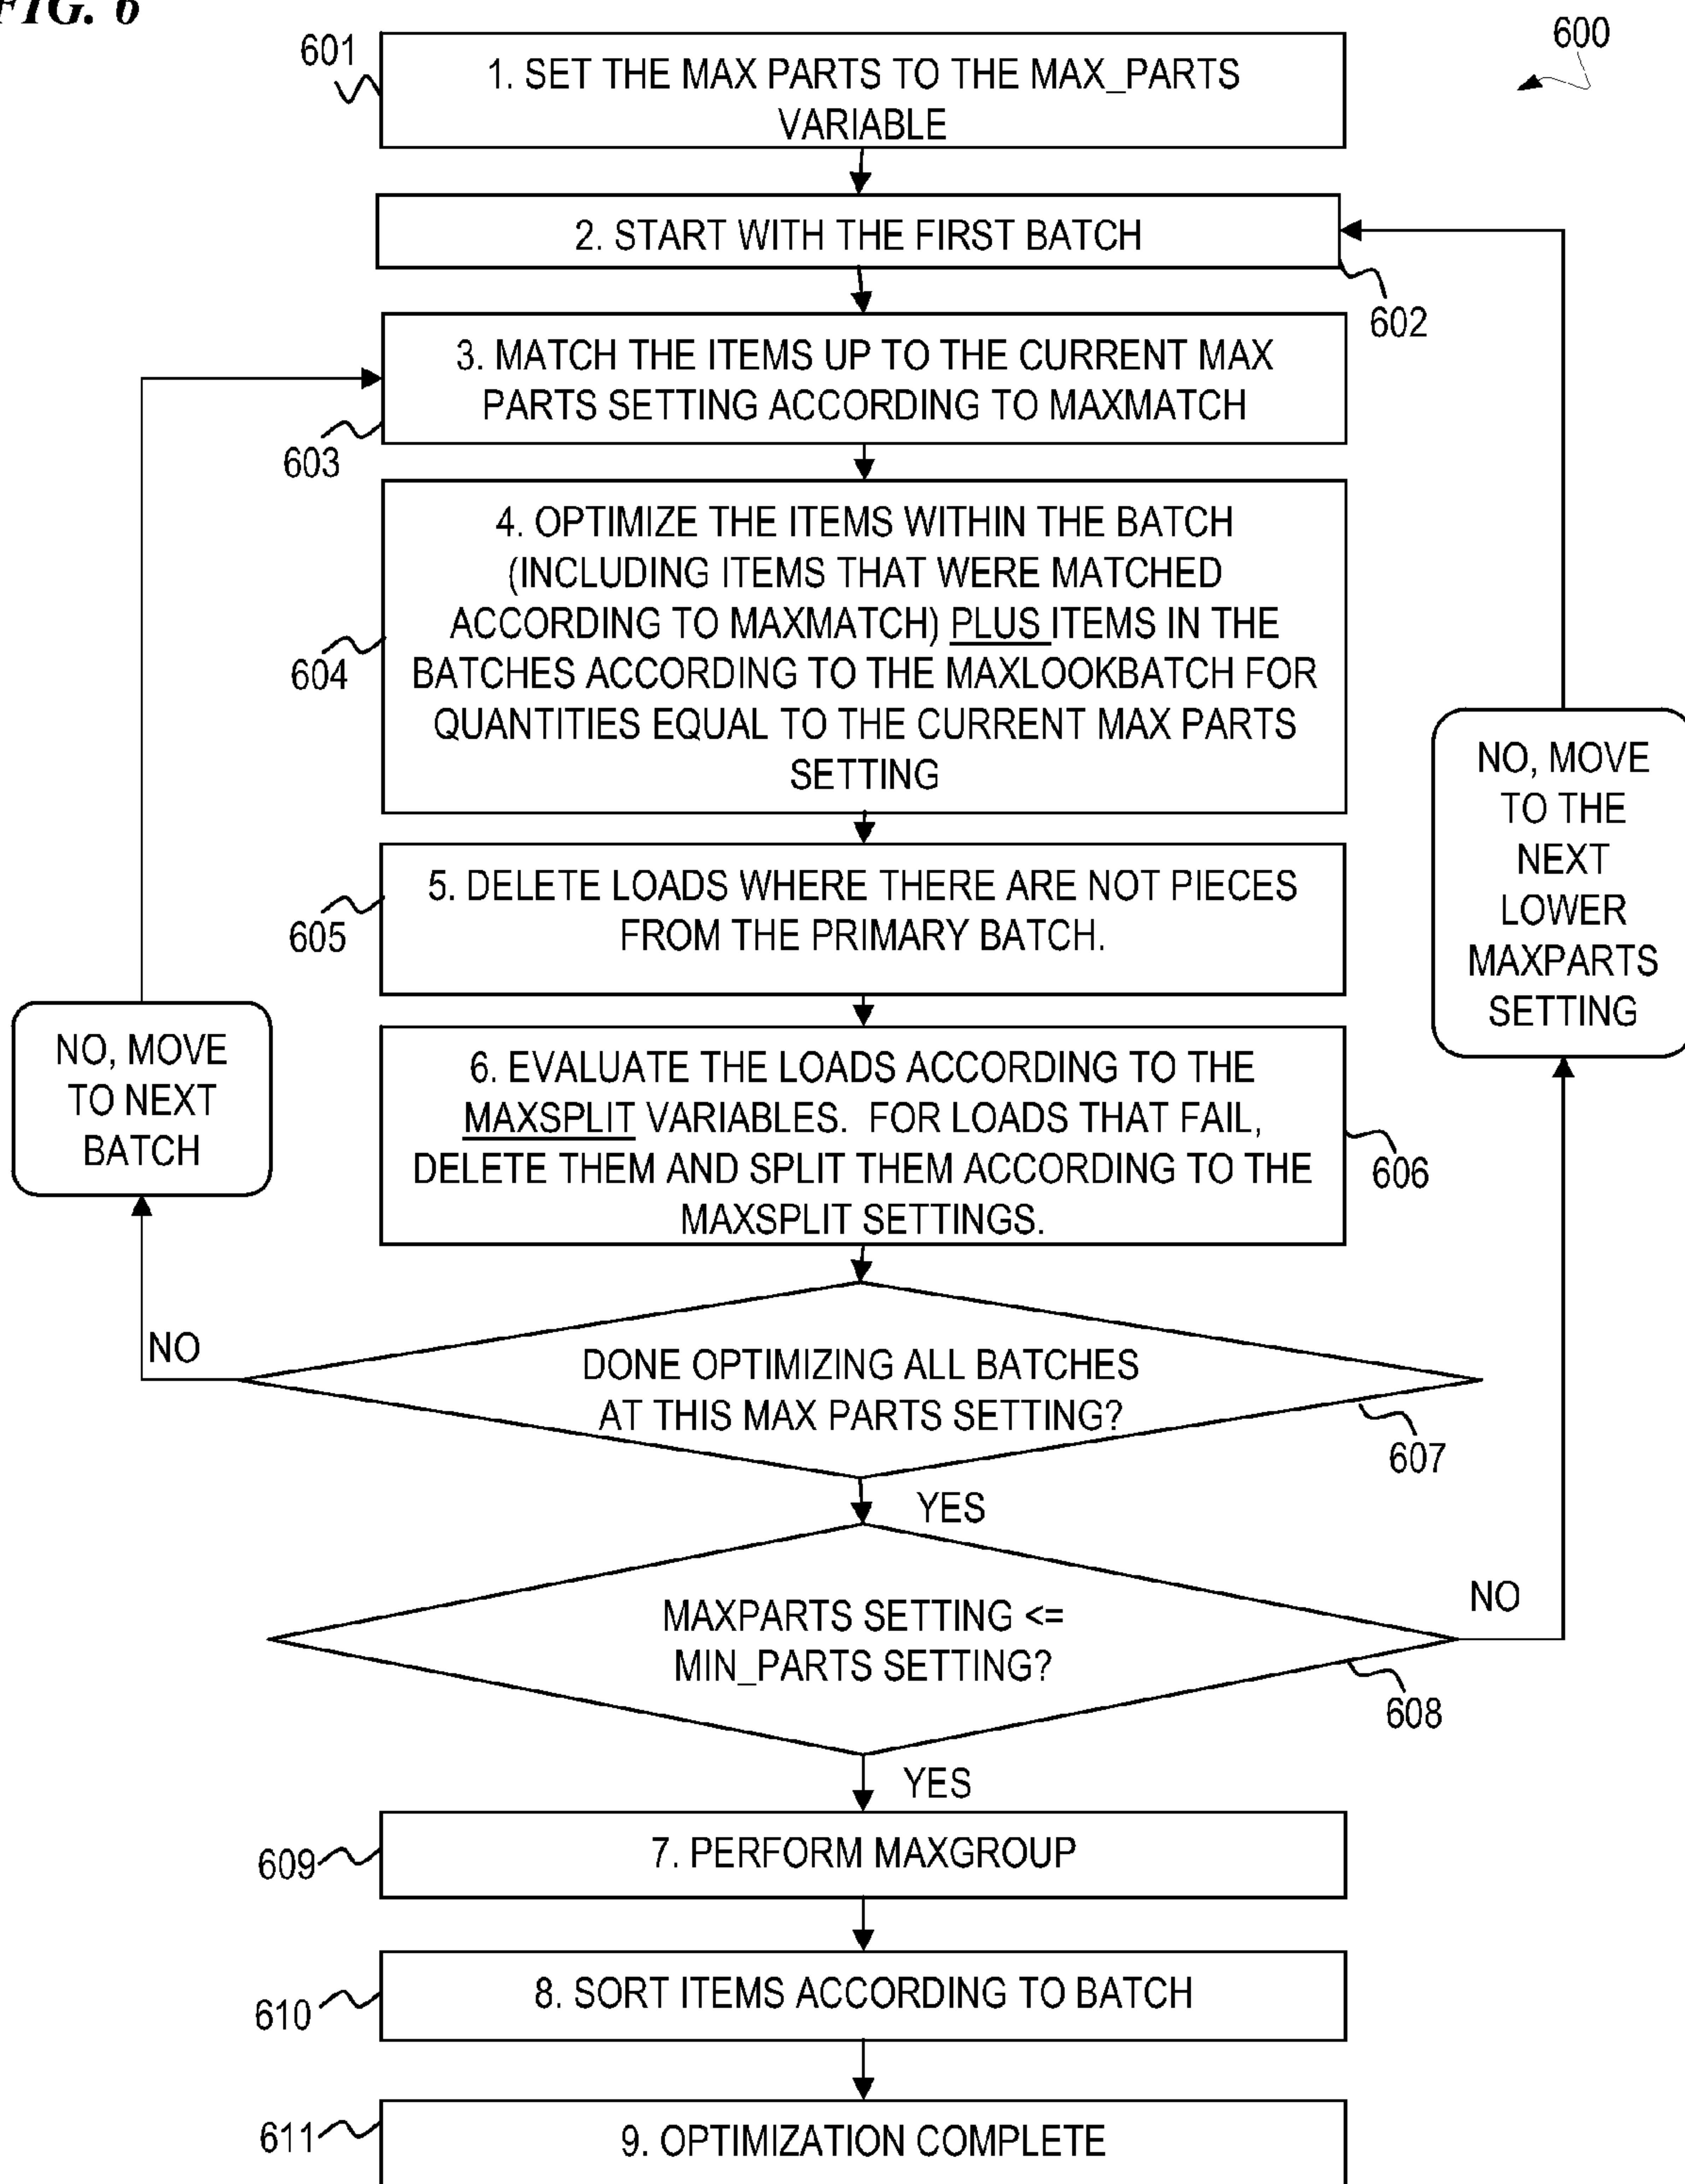 FIG. 6
600
601
1. SET THE MAX PARTS TO THE MAX_PARTS
VARIABLE
2. START WITH THE FIRST BATCH
602
3. MATCH THE ITEMS UP TO THE CURRENT MAX
PARTS SETTING ACCORDING TO MAXMATCH
603
4. OPTIMIZE THE ITEMS WITHIN THE BATCH
(INCLUDING ITEMS THAT WERE MATCHED
ACCORDING TO MAXMATCH) PLUS ITEMS IN THE
BATCHES ACCORDING TO THE MAXLOOKBATCH FOR
QUANTITIES EQUAL TO THE CURRENT MAX PARTS
SETTING
604
5. DELETE LOADS WHERE THERE ARE NOT PIECES
FROM THE PRIMARY BATCH.
605
NO, MOVE
TO THE
NEXT
LOWER
MAXPARTS
SETTING
NO, MOVE
TO NEXT
BATCH
6. EVALUATE THE LOADS ACCORDING TO THE
MAXSPLIT VARIABLES. FOR LOADS THAT FAIL,
DELETE THEM AND SPLIT THEM ACCORDING TO THE
MAXSPLIT SETTINGS.
606
NO
DONE OPTIMIZING ALL BATCHES
AT THIS MAX PARTS SETTING?
607
YES
MAXPARTS SETTING <=
MIN_PARTS SETTING?
NO
608
YES
7. PERFORM MAXGROUP
609
8. SORT ITEMS ACCORDING TO BATCH
610
9. OPTIMIZATION COMPLETE
611